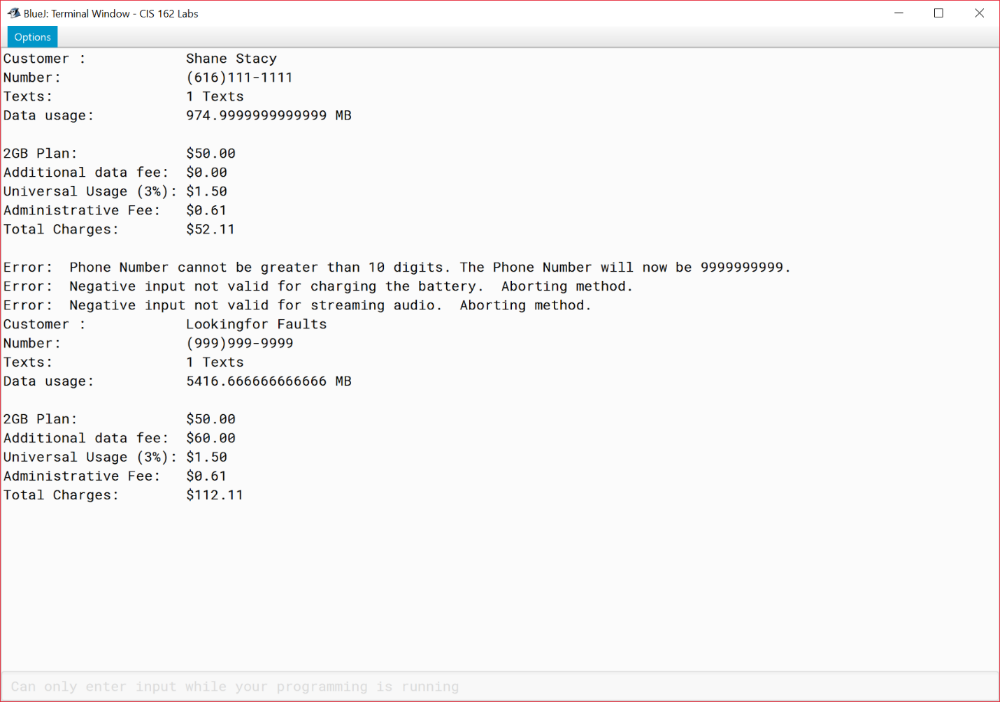 BlueJ: Terminal Window - CIS 162 Labs
Options
Customer :            Shane Stacy
Number:               (616)111-1111
Texts:                1 Texts
Data usage:           974.9999999999999 MB

2GB Plan:             $50.00
Additional data fee:  $0.00
Universal Usage (3%): $1.50
Administrative Fee:   $0.61
Total Charges:        $52.11

Error:  Phone Number cannot be greater than 10 digits. The Phone Number will now be 9999999999.
Error:  Negative input not valid for charging the battery.  Aborting method.
Error:  Negative input not valid for streaming audio.  Aborting method.
Customer :            Lookingfor Faults
Number:               (999)999-9999
Texts:                1 Texts
Data usage:           5416.666666666666 MB

2GB Plan:             $50.00
Additional data fee:  $60.00
Universal Usage (3%): $1.50
Administrative Fee:   $0.61
Total Charges:        $112.11
Can only enter input while your programming is running